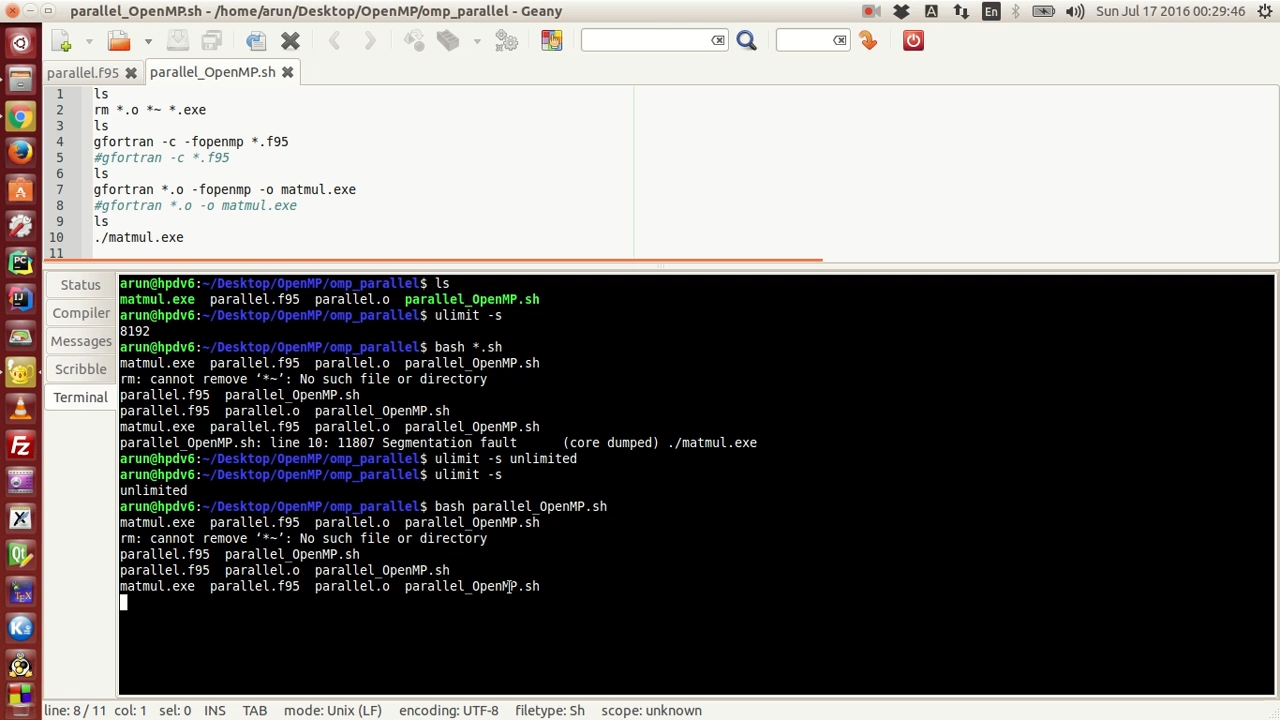 parallel_OpenMP.sh - /home/arun/Desktop/OpenMP/omp_parallel - Geany
A En Sun Jul 17 2016 00:29:46
parallel.f95 parallel_OpenMP.sh
1 ls
2 rm *.o *~ *.exe
3 ls
4 gfortran -c -fopenmp *.f95
5 #gfortran -c *.f95
6 ls
7 gfortran *.o -fopenmp -o matmul.exe
8 #gfortran *.o -o matmul.exe
9 ls
10 ./matmul.exe
11
Status
Compiler
Messages
Scribble
Terminal
arun@hpdv6:~/Desktop/OpenMP/omp_parallel$ ls
matmul.exe parallel.f95 parallel.o parallel_OpenMP.sh
arun@hpdv6:~/Desktop/OpenMP/omp_parallel$ ulimit -s
8192
arun@hpdv6:~/Desktop/OpenMP/omp_parallel$ bash *.sh
matmul.exe parallel.f95 parallel.o parallel_OpenMP.sh
rm: cannot remove ‘*~’: No such file or directory
parallel.f95 parallel_OpenMP.sh
parallel.f95 parallel.o parallel_OpenMP.sh
matmul.exe parallel.f95 parallel.o parallel_OpenMP.sh
parallel_OpenMP.sh: line 10: 11807 Segmentation fault (core dumped) ./matmul.exe
arun@hpdv6:~/Desktop/OpenMP/omp_parallel$ ulimit -s unlimited
arun@hpdv6:~/Desktop/OpenMP/omp_parallel$ ulimit -s
unlimited
arun@hpdv6:~/Desktop/OpenMP/omp_parallel$ bash parallel_OpenMP.sh
matmul.exe parallel.f95 parallel.o parallel_OpenMP.sh
rm: cannot remove ‘*~’: No such file or directory
parallel.f95 parallel_OpenMP.sh
parallel.f95 parallel.o parallel_OpenMP.sh
matmul.exe parallel.f95 parallel.o parallel_OpenMP.sh
line: 8 / 11 col: 1 sel: 0 INS TAB mode: Unix (LF) encoding: UTF-8 filetype: Sh scope: unknown